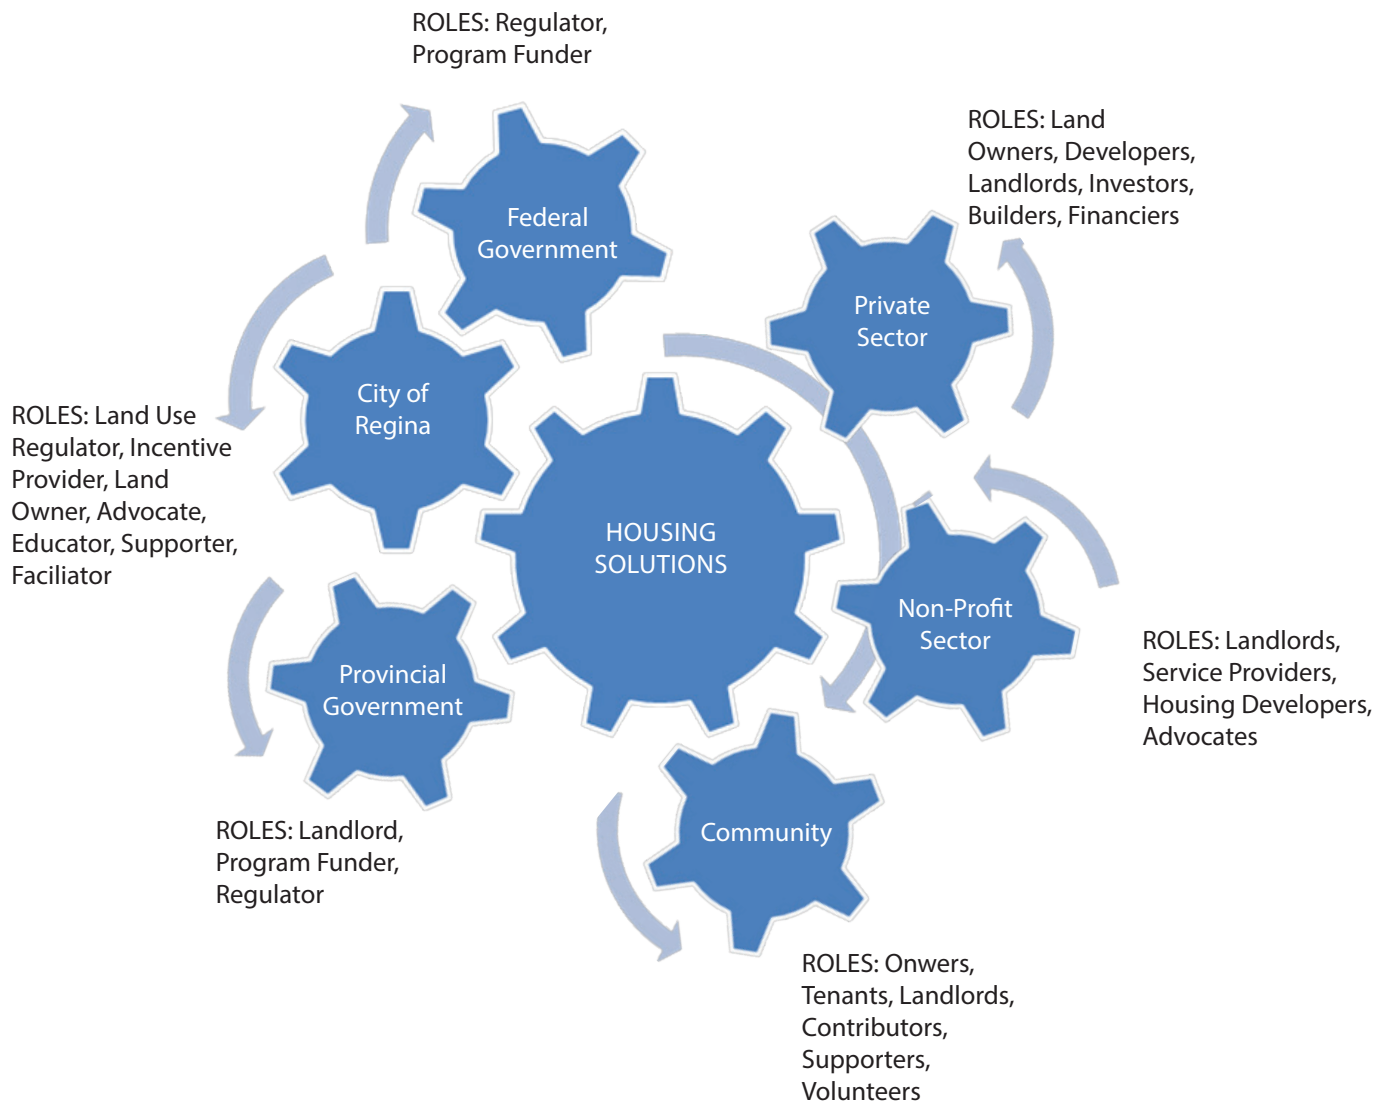 ROLES: Regulator,
Program Funder
Federal
Government
ROLES: Land
Owners, Developers,
Landlords, Investors,
Builders, Financiers
Private
Sector
City of
Regina
ROLES: Land Use
Regulator, Incentive
Provider, Land
Owner, Advocate,
Educator, Supporter,
Faciliator
HOUSING
SOLUTIONS
Non-Profit
Sector
ROLES: Landlords,
Service Providers,
Housing Developers,
Advocates
Provincial
Government
ROLES: Landlord,
Program Funder,
Regulator
Community
ROLES: Onwers,
Tenants, Landlords,
Contributors,
Supporters,
Volunteers